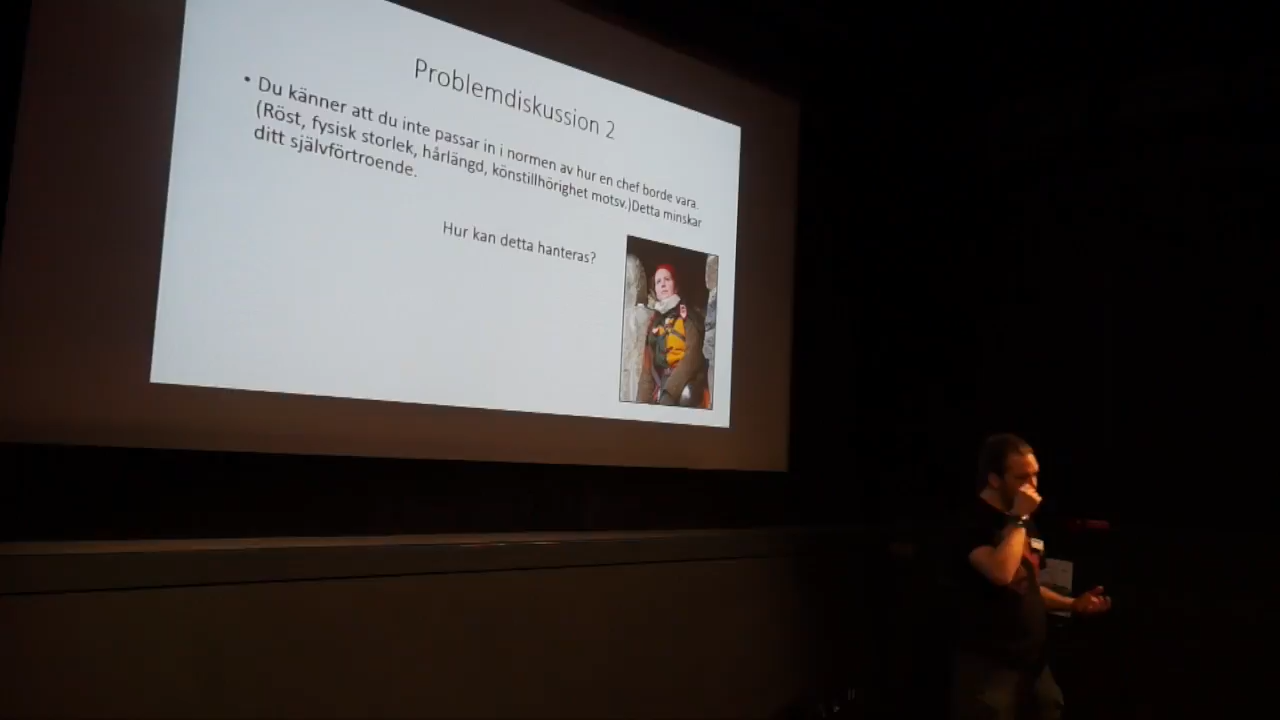 Problemdiskussion 2
• Du känner att du inte passar in i normen av hur en chef borde vara.
(Röst, fysisk storlek, hårlängd, könstillhörighet motsv.)Detta minskar
ditt självförtroende.
Hur kan detta hanteras?